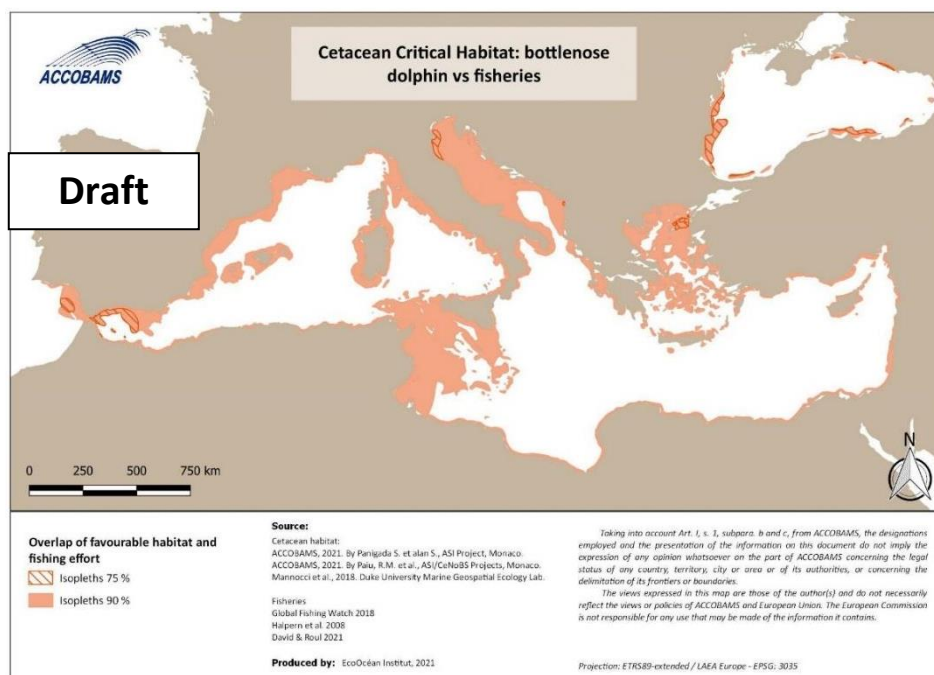 ACCOBAMS
Cetacean Critical Habitat: bottlenose
dolphin vs fisheries
Draft
N
0 250 500 750 km
Overlap of favourable habitat and
fishing effort
Isopleths 75 %
Isopleths 90 %
Source:
Cetacean habitat:
ACCOBAMS, 2021. By Panigada S. et alan S., ASI Project, Monaco.
ACCOBAMS, 2021. By Paiu, R.M. et al., ASI/CeNoBS Projects, Monaco.
Mannocci et al., 2018. Duke University Marine Geospatial Ecology Lab.
Fisheries
Global Fishing Watch 2018
Halpern et al. 2008
David & Roul 2021
Produced by: EcoOcéan Institut, 2021
Taking into account Art. I, s. 1, subpara. b and c, from ACCOBAMS, the designations
employed and the presentation of the information on this document do not imply the
expression of any opinion whatsoever on the part of ACCOBAMS concerning the legal
status of any country, territory, city or area or of its authorities, or concerning the
delimitation of its frontiers or boundaries.
The views expressed in this map are those of the author(s) and do not necessarily
reflect the views or policies of ACCOBAMS and European Union. The European Commission
is not responsible for any use that may be made of the information it contains.
Projection: ETRS89-extended / LAEA Europe - EPSG: 3035